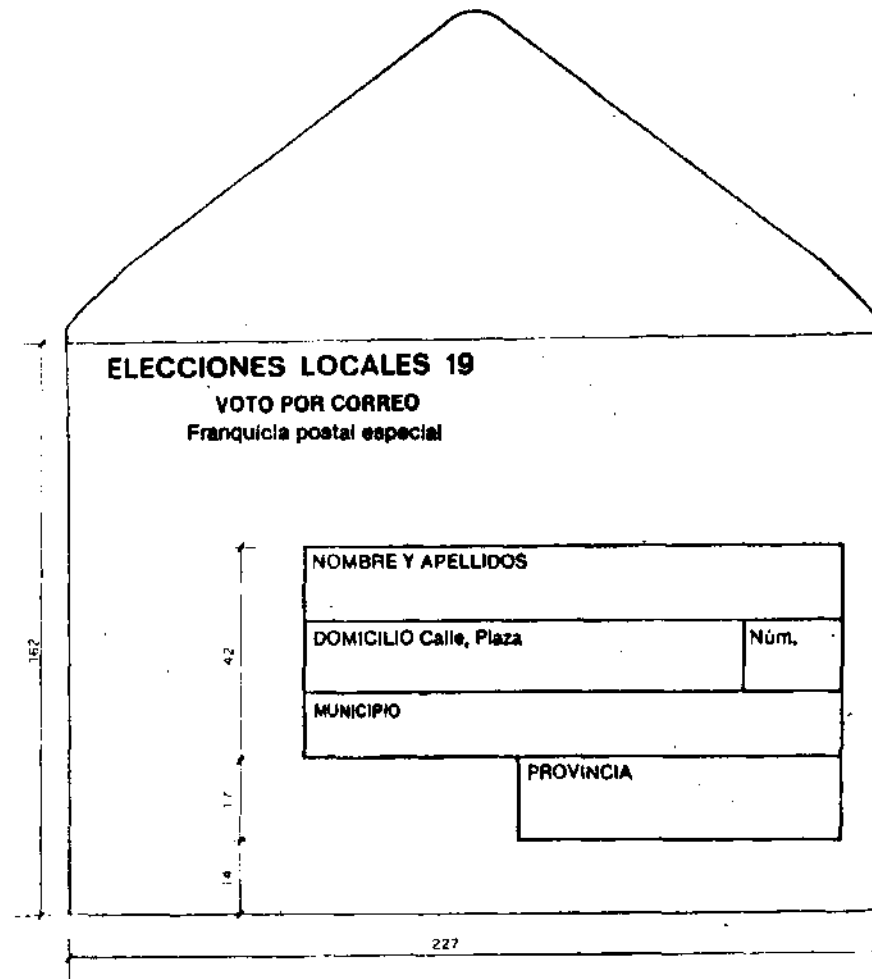 ELECCIONES LOCALES 19
VOTO POR CORREO
Franquicia postal especial
NOMBRE Y APELLIDOS
DOMICILIO Calle, Plaza
Núm.
MUNICIPIO
PROVINCIA
162
42
17
14
227